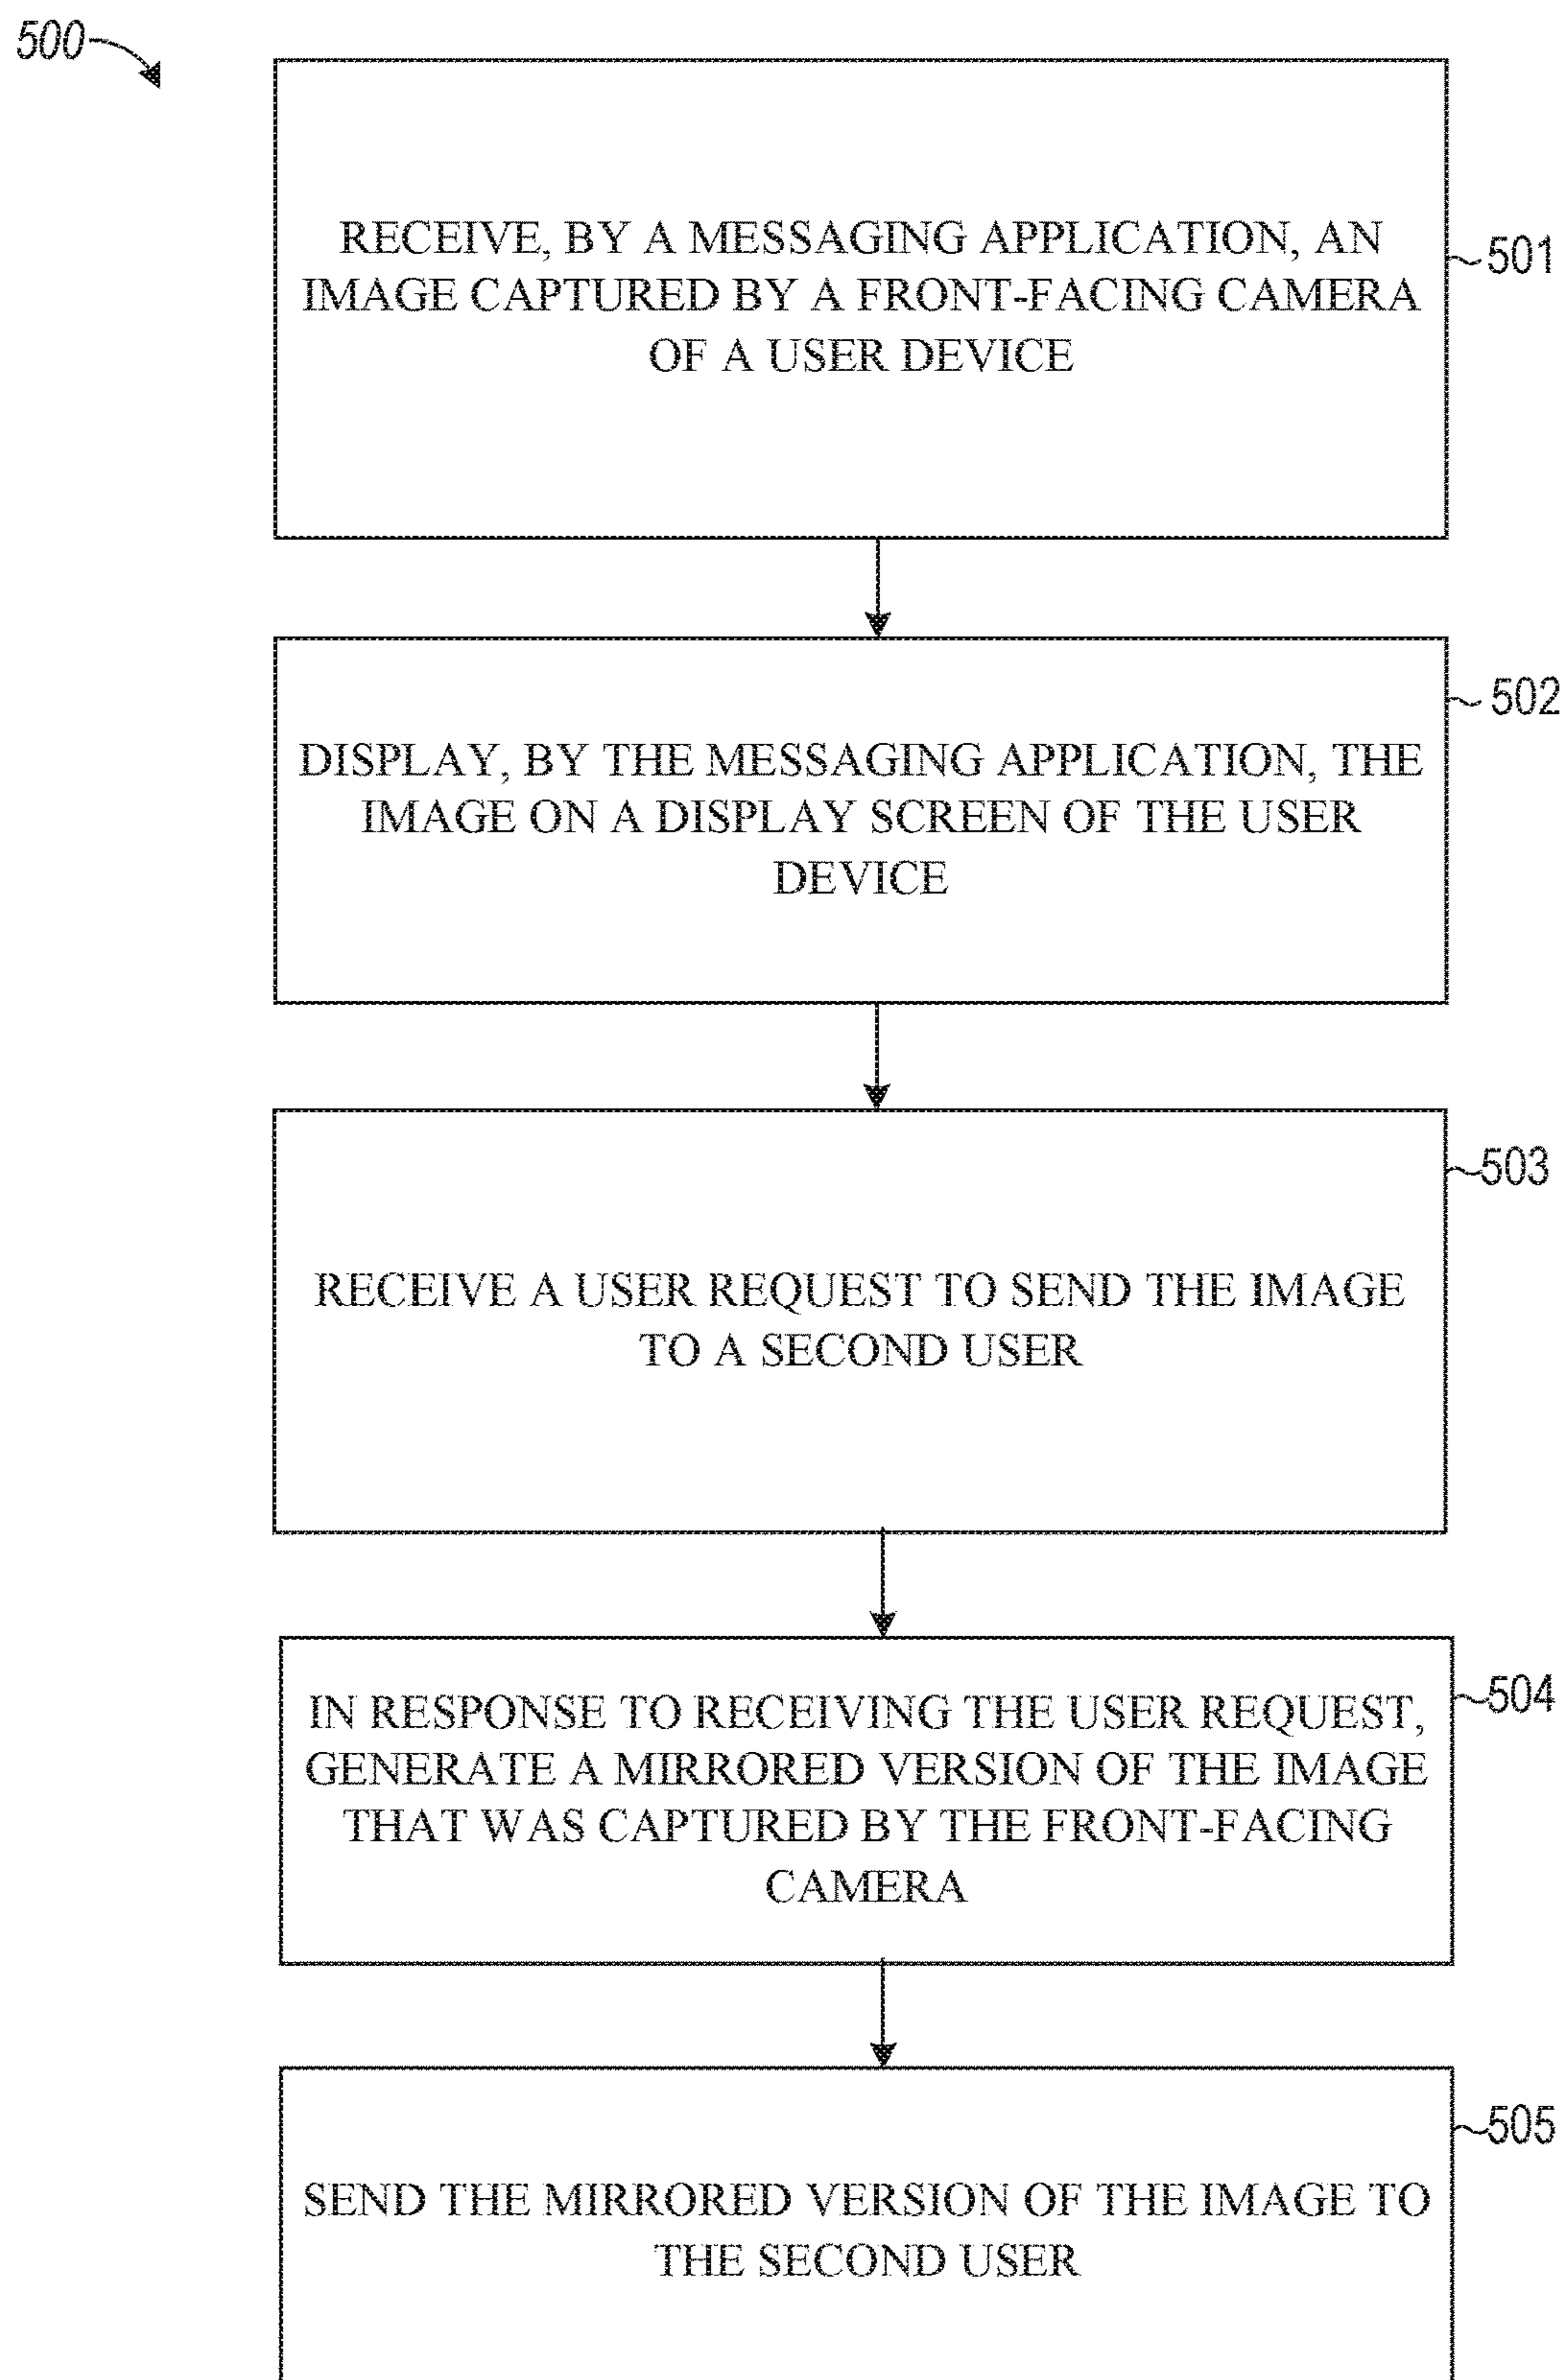 500
RECEIVE, BY A MESSAGING APPLICATION, AN
IMAGE CAPTURED BY A FRONT-FACING CAMERA
OF A USER DEVICE
501
DISPLAY, BY THE MESSAGING APPLICATION, THE
IMAGE ON A DISPLAY SCREEN OF THE USER
DEVICE
502
RECEIVE A USER REQUEST TO SEND THE IMAGE
TO A SECOND USER
503
IN RESPONSE TO RECEIVING THE USER REQUEST,
GENERATE A MIRRORED VERSION OF THE IMAGE
THAT WAS CAPTURED BY THE FRONT-FACING
CAMERA
504
SEND THE MIRRORED VERSION OF THE IMAGE TO
THE SECOND USER
505